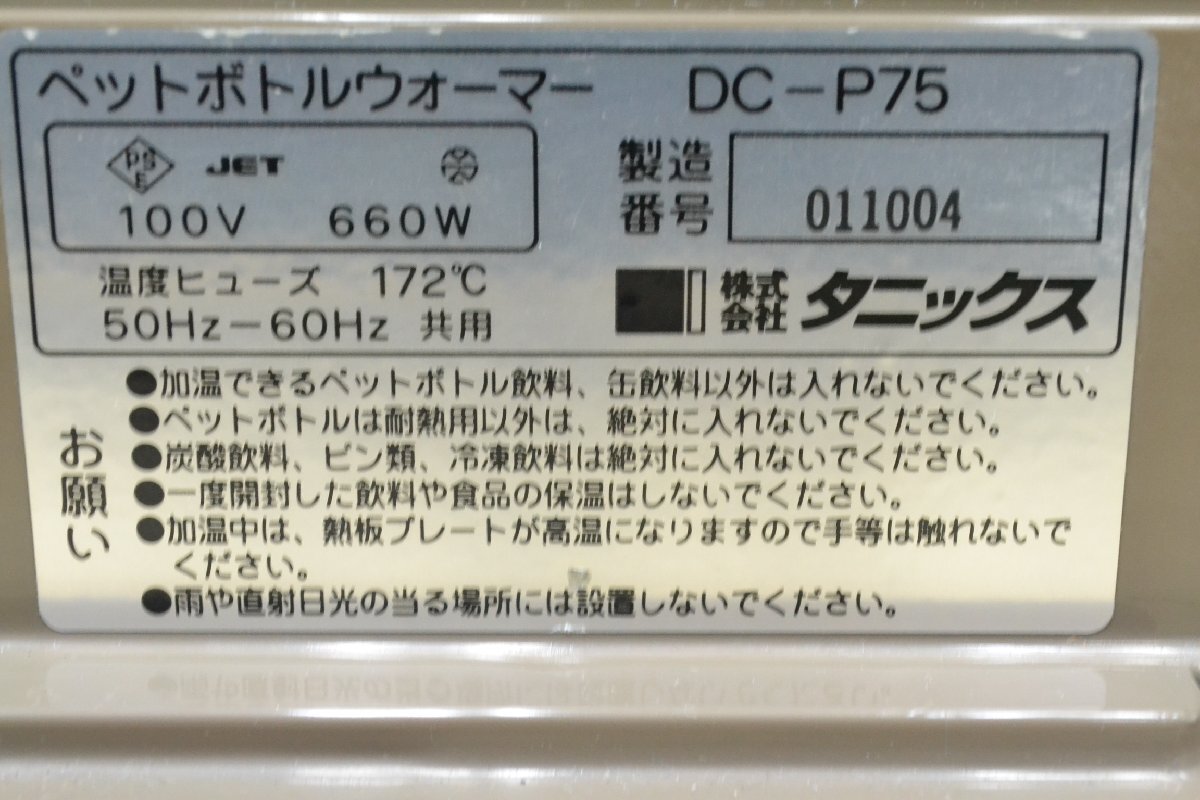 ペットボトルウォーマー DC-P75
PSE JET
100V 660W
製造番号 011004
温度ヒューズ 172℃
50Hz-60Hz 共用
株式会社 タニックス
お願い
●加温できるペットボトル飲料、缶飲料以外は入れないでください。
●ペットボトルは耐熱用以外は、絶対に入れないでください。
●炭酸飲料、ビン類、冷凍飲料は絶対に入れないでください。
●一度開封した飲料や食品の保温はしないでください。
●加温中は、熱板プレートが高温になりますので手等は触れないで
ください。
●雨や直射日光の当る場所には設置しないでください。